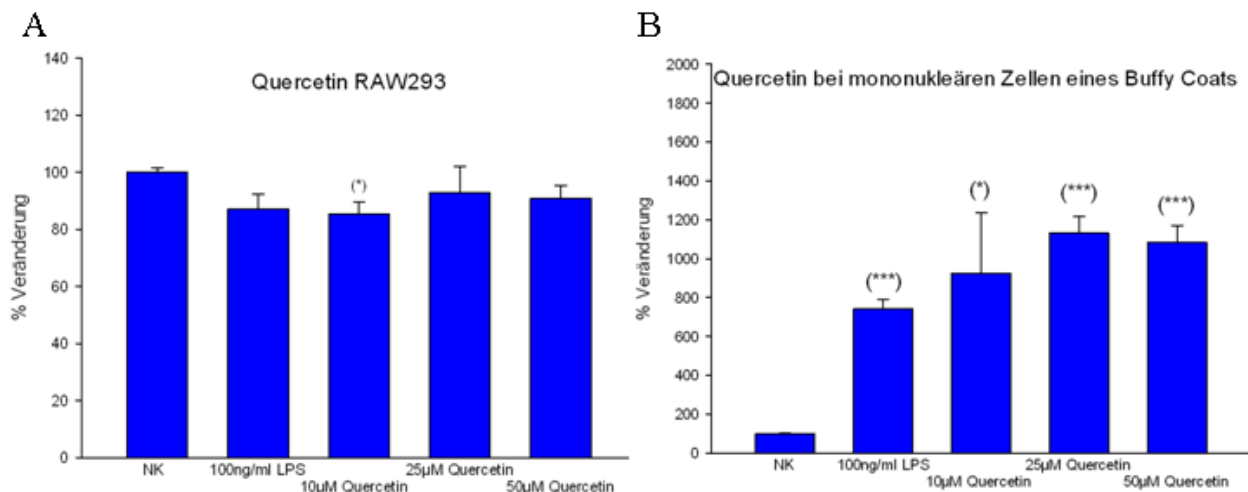 A
Quercetin RAW293
% Veränderung
140
120
100
80
60
40
20
0
(*)
NK
100ng/ml LPS
10µM Quercetin
25µM Quercetin
50µM Quercetin
B
Quercetin bei mononukleären Zellen eines Buffy Coats
% Veränderung
2000
1800
1600
1400
1200
1000
800
600
400
200
0
(***)
(*)
(***)
(***)
NK
100ng/ml LPS
10µM Quercetin
25µM Quercetin
50µM Quercetin